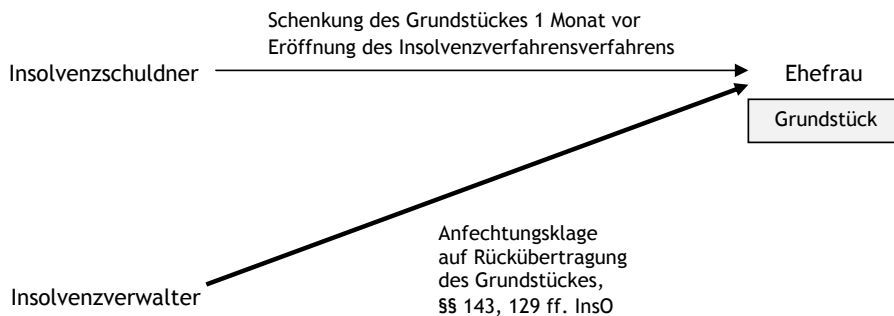 Schenkung des Grundstückes 1 Monat vor
Eröffnung des Insolvenzverfahrensverfahrens
Insolvenzschuldner
Ehefrau
Grundstück
Anfechtungsklage
auf Rückübertragung
des Grundstückes,
§§ 143, 129 ff. InsO
Insolvenzverwalter